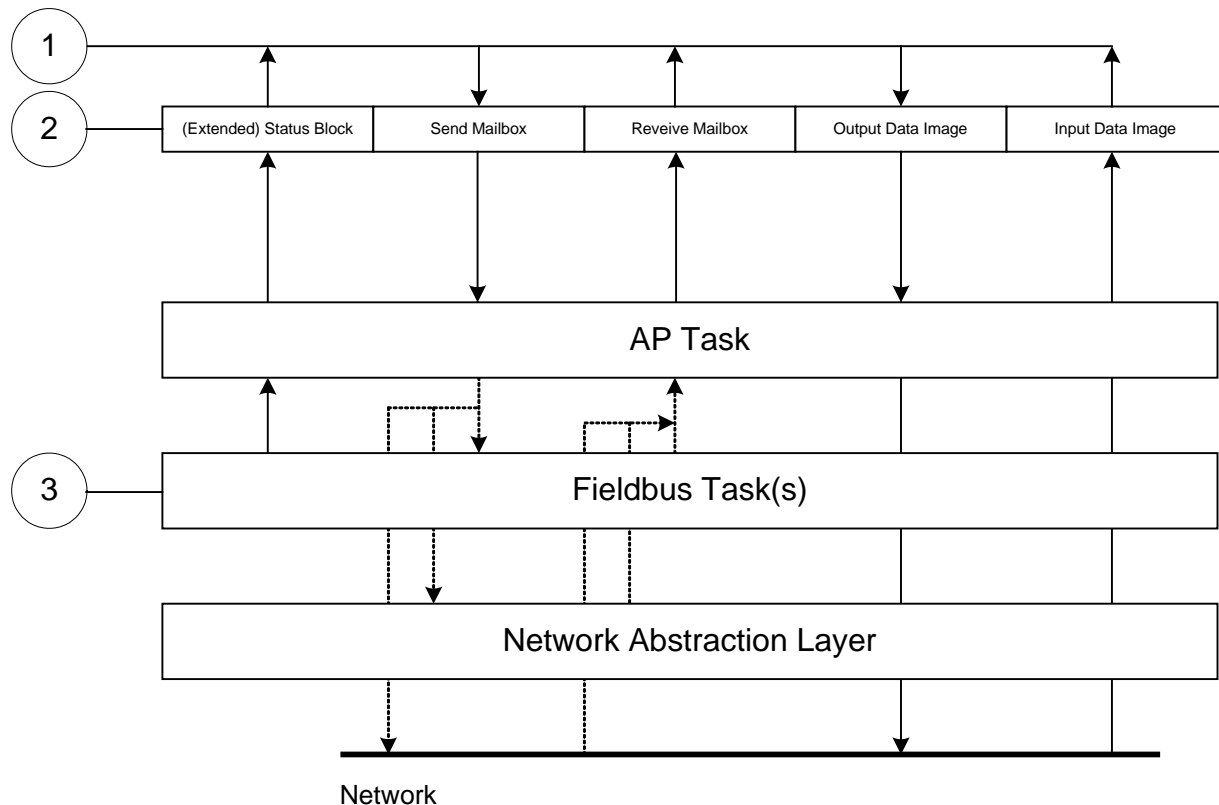 1
2
(Extended) Status Block
Send Mailbox
Reveive Mailbox
Output Data Image
Input Data Image
AP Task
3
Fieldbus Task(s)
Network Abstraction Layer
Network